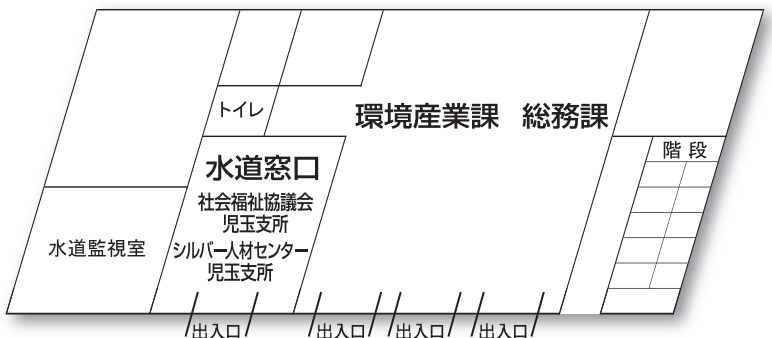 トイレ
環境産業課 総務課
階段
水道窓口
社会福祉協議会
児玉支所
シルバー人材センター
児玉支所
水道監視室
出入口
出入口
出入口
出入口